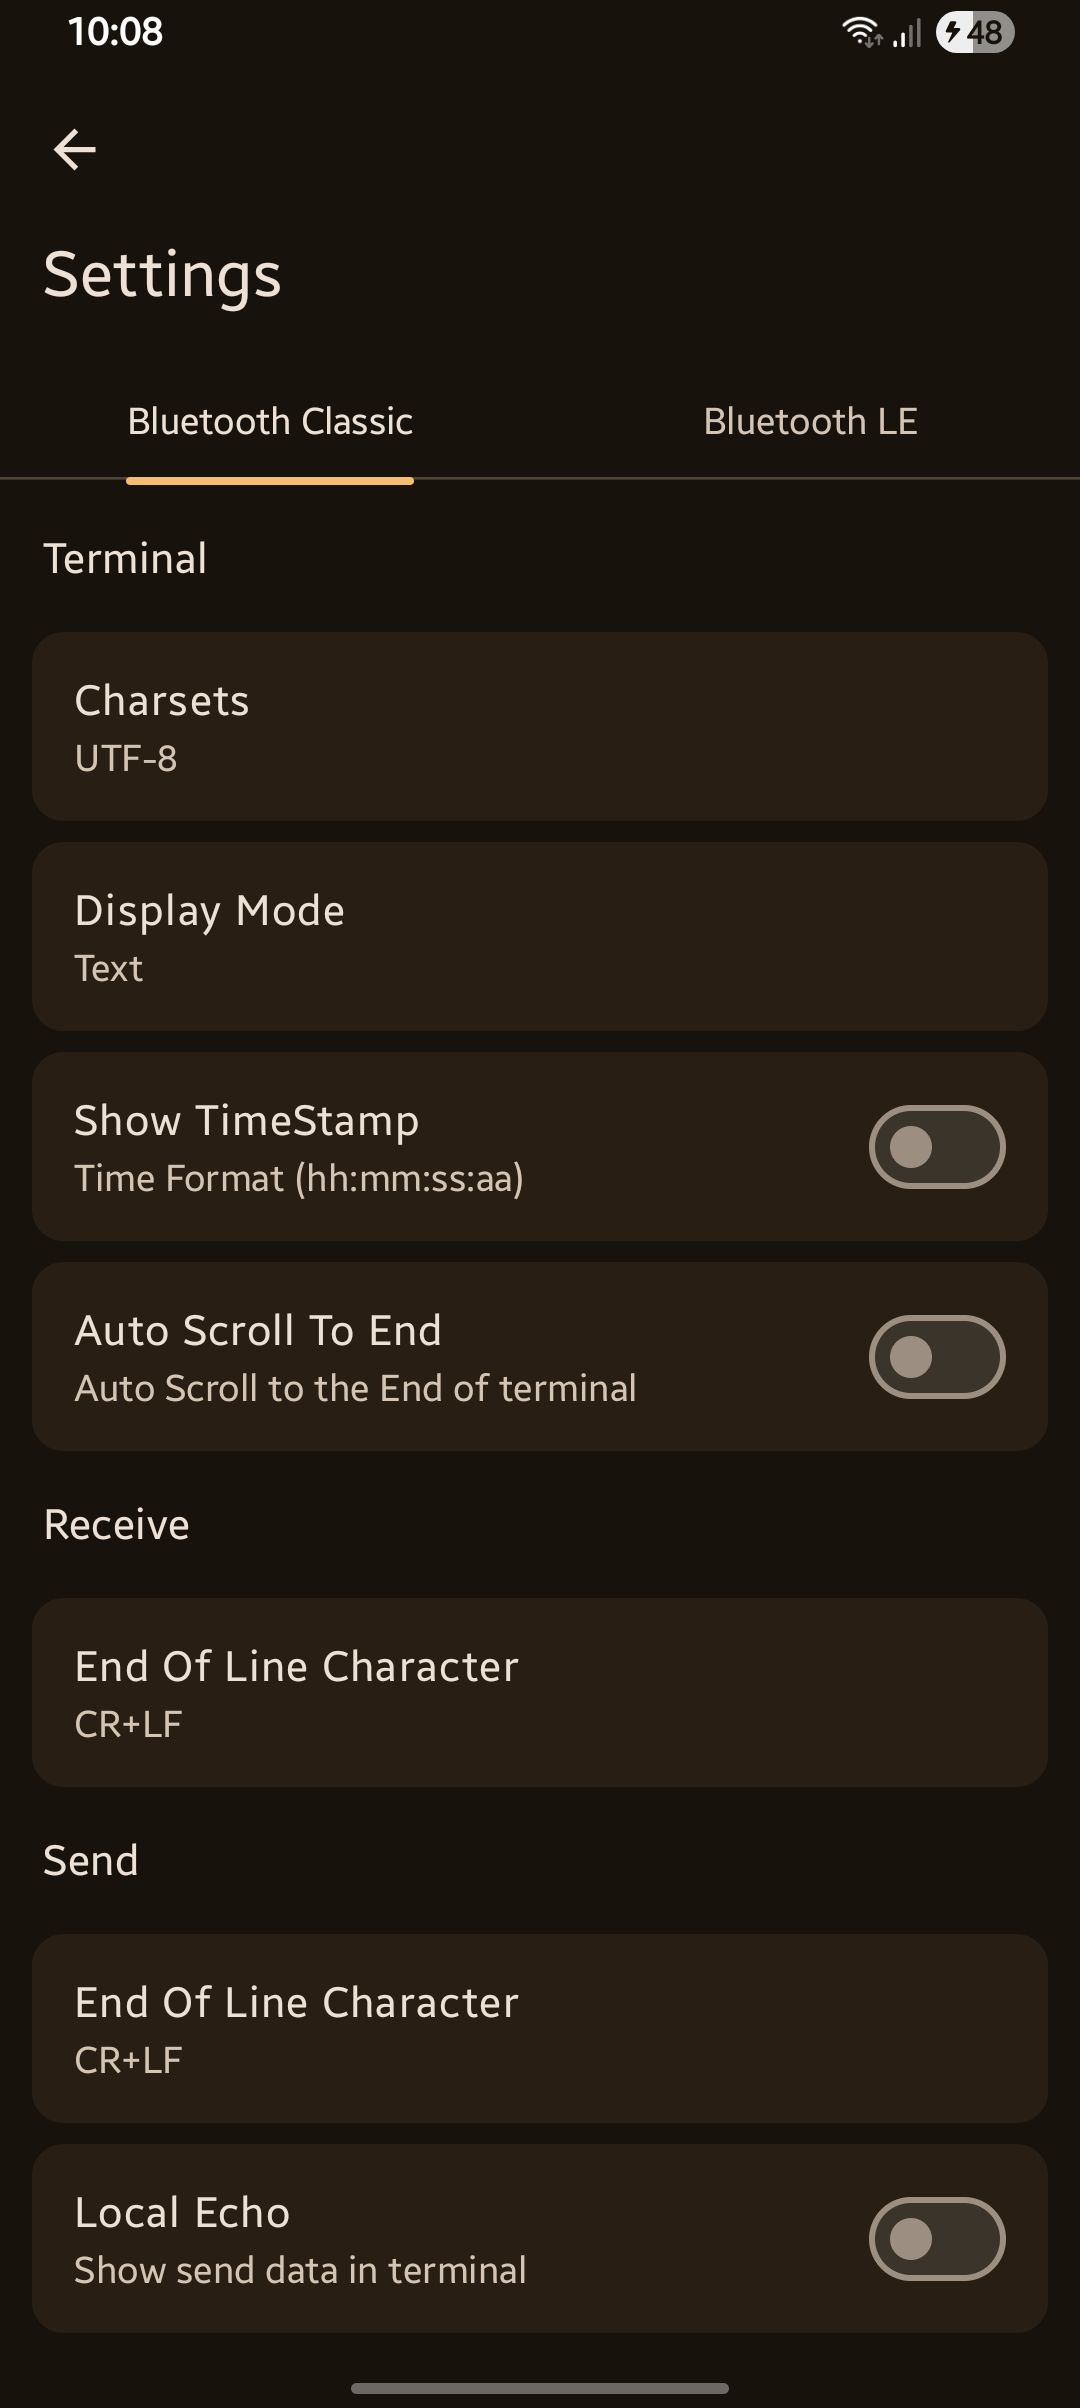 10:08
48
Settings
Bluetooth Classic
Bluetooth LE
Terminal
Charsets
UTF-8
Display Mode
Text
Show TimeStamp
Time Format (hh:mm:ss:aa)
Auto Scroll To End
Auto Scroll to the End of terminal
Receive
End Of Line Character
CR+LF
Send
End Of Line Character
CR+LF
Local Echo
Show send data in terminal